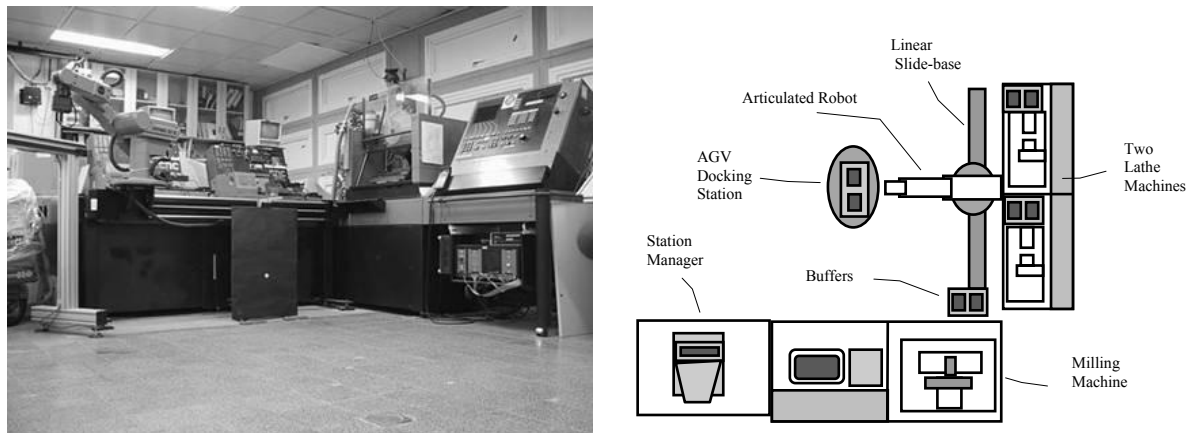 Linear
Slide-base
Articulated Robot
AGV
Docking
Station
Two
Lathe
Machines
Station
Manager
Buffers
Milling
Machine